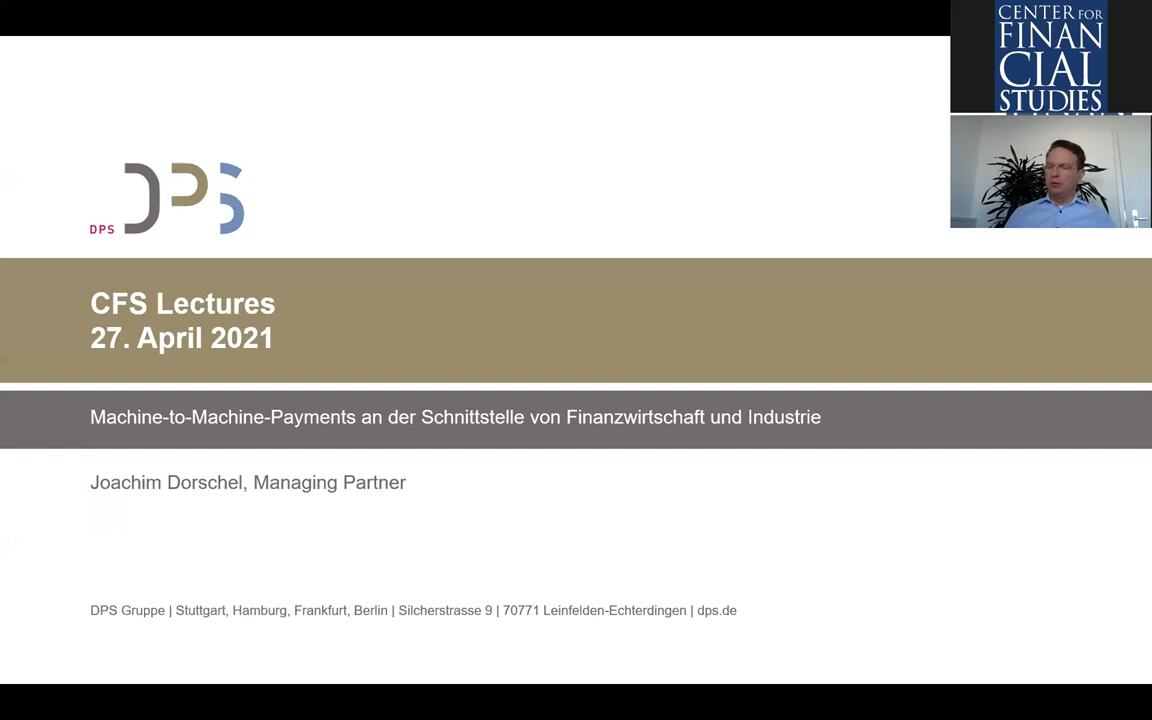 CENTER FOR
FINAN
CIAL
STUDIES
DPS
DPS
CFS Lectures
27. April 2021
Machine-to-Machine-Payments an der Schnittstelle von Finanzwirtschaft und Industrie
Joachim Dorschel, Managing Partner
DPS Gruppe | Stuttgart, Hamburg, Frankfurt, Berlin | Silcherstrasse 9 | 70771 Leinfelden-Echterdingen | dps.de